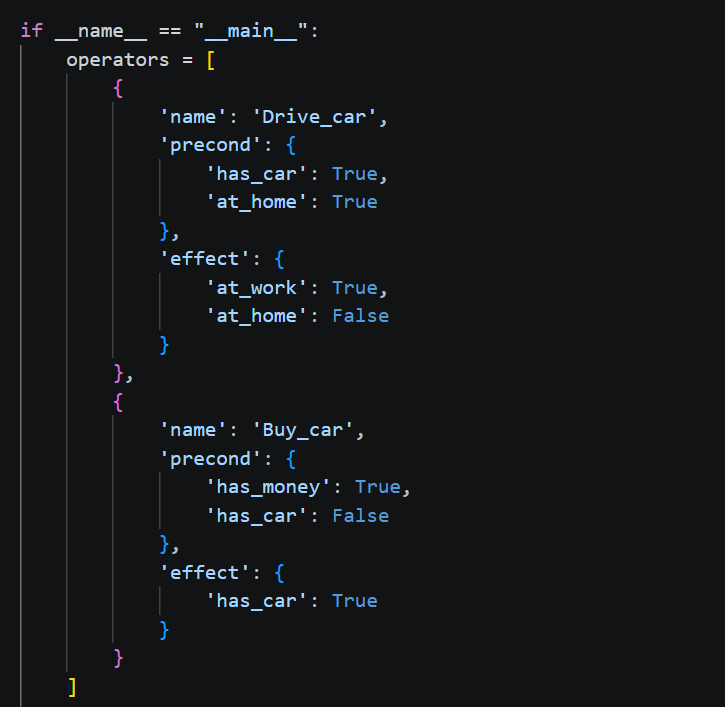 if __name__ == "__main__":
    operators = [
        {
            'name': 'Drive_car',
            'precond': {
                'has_car': True,
                'at_home': True
            },
            'effect': {
                'at_work': True,
                'at_home': False
            }
        },
        {
            'name': 'Buy_car',
            'precond': {
                'has_money': True,
                'has_car': False
            },
            'effect': {
                'has_car': True
            }
        }
    ]